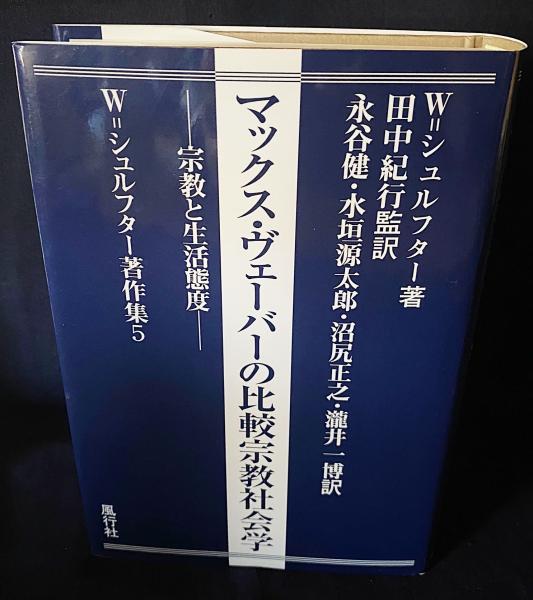 W=シュルフター著
田中紀行監訳
永谷健・水垣源太郎・沼尻正之・瀧井一博訳
マックス・ヴェーバーの比較宗教社会学
――宗教と生活態度――
W=シュルフター著作集5
風行社